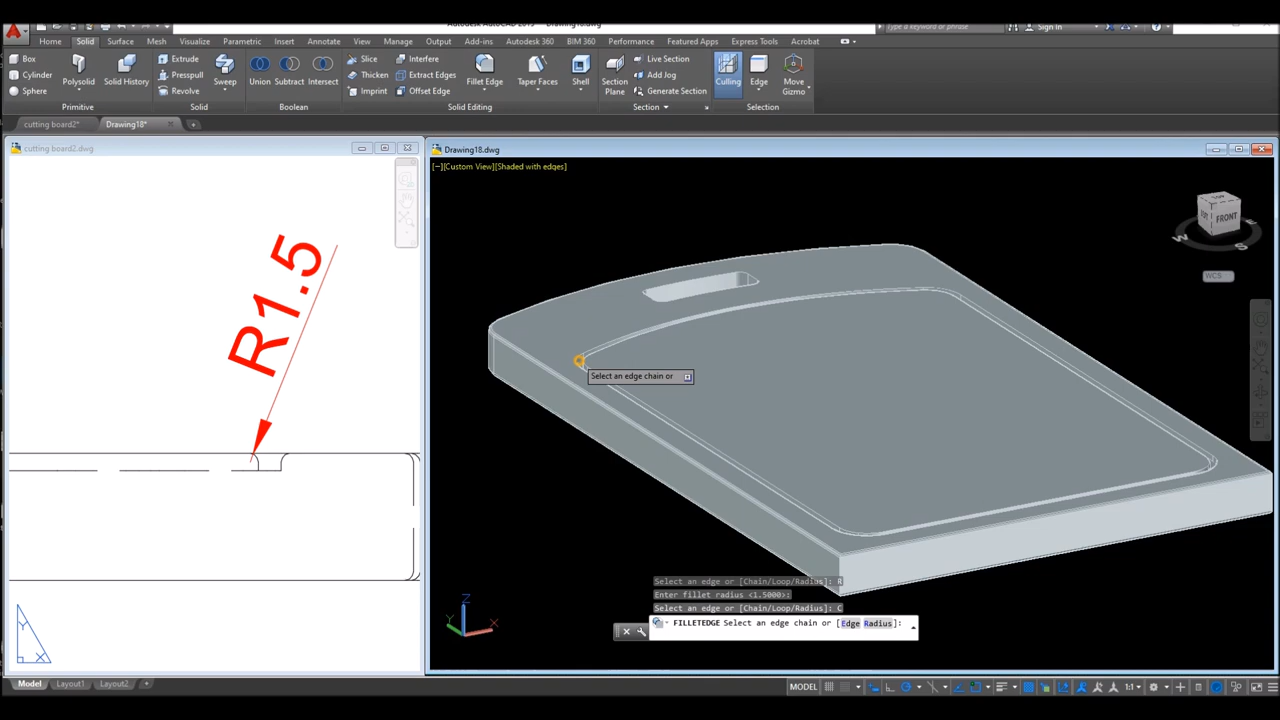 Autodesk AutoCAD 2015 Drawing18.dwg
Type a keyword or phrase
Sign In
Home Solid Surface Mesh Visualize Parametric Insert Annotate View Manage Output Add-ins Autodesk 360 BIM 360 Performance Featured Apps Express Tools Acrobat
Box
Cylinder
Sphere
Polysolid
Solid History
Primitive
Extrude
Presspull
Revolve
Sweep
Solid
Union
Subtract
Intersect
Boolean
Slice
Thicken
Imprint
Interfere
Extract Edges
Offset Edge
Fillet Edge
Taper Faces
Shell
Solid Editing
Section
Plane
Live Section
Add Jog
Generate Section
Section
Culling
Edge
Move
Gizmo
Selection
cutting board2*
Drawing18*
cutting board2.dwg
Drawing18.dwg
[−][Custom View][Shaded with edges]
TOP
FRONT
W
S
E
WCS
R1.5
Select an edge chain or
Select an edge or [Chain/Loop/Radius]: R
Enter fillet radius <1.5000>:
Select an edge or [Chain/Loop/Radius]: C
FILLETEDGE Select an edge chain or [Edge Radius]:
Y
X
Z
Y
X
Model
Layout1
Layout2
MODEL
1:1